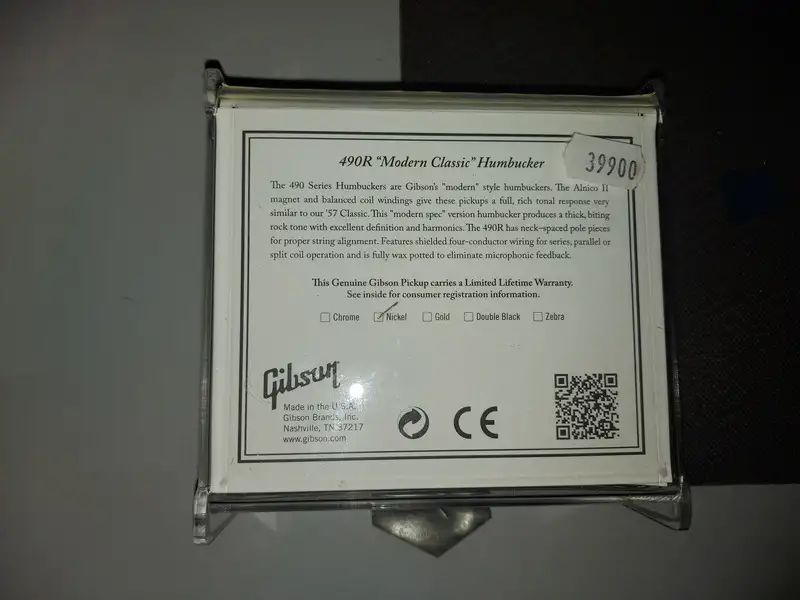 490R "Modern Classic" Humbucker
39900
The 490 Series Humbuckers are Gibson's "modern" style humbuckers. The Alnico II
magnet and balanced coil windings give these pickups a full, rich tonal response very
similar to our '57 Classic. This "modern spec" version humbucker produces a thick, biting
rock tone with excellent definition and harmonics. The 490R has neck-spaced pole pieces
for proper string alignment. Features shielded four-conductor wiring for series, parallel or
split coil operation and is fully wax potted to eliminate microphonic feedback.
This Genuine Gibson Pickup carries a Limited Lifetime Warranty.
See inside for consumer registration information.
Chrome Nickel Gold Double Black Zebra
Gibson
Made in the U.S.A.
Gibson Brands, Inc.
Nashville, TN 37217
www.gibson.com
CE